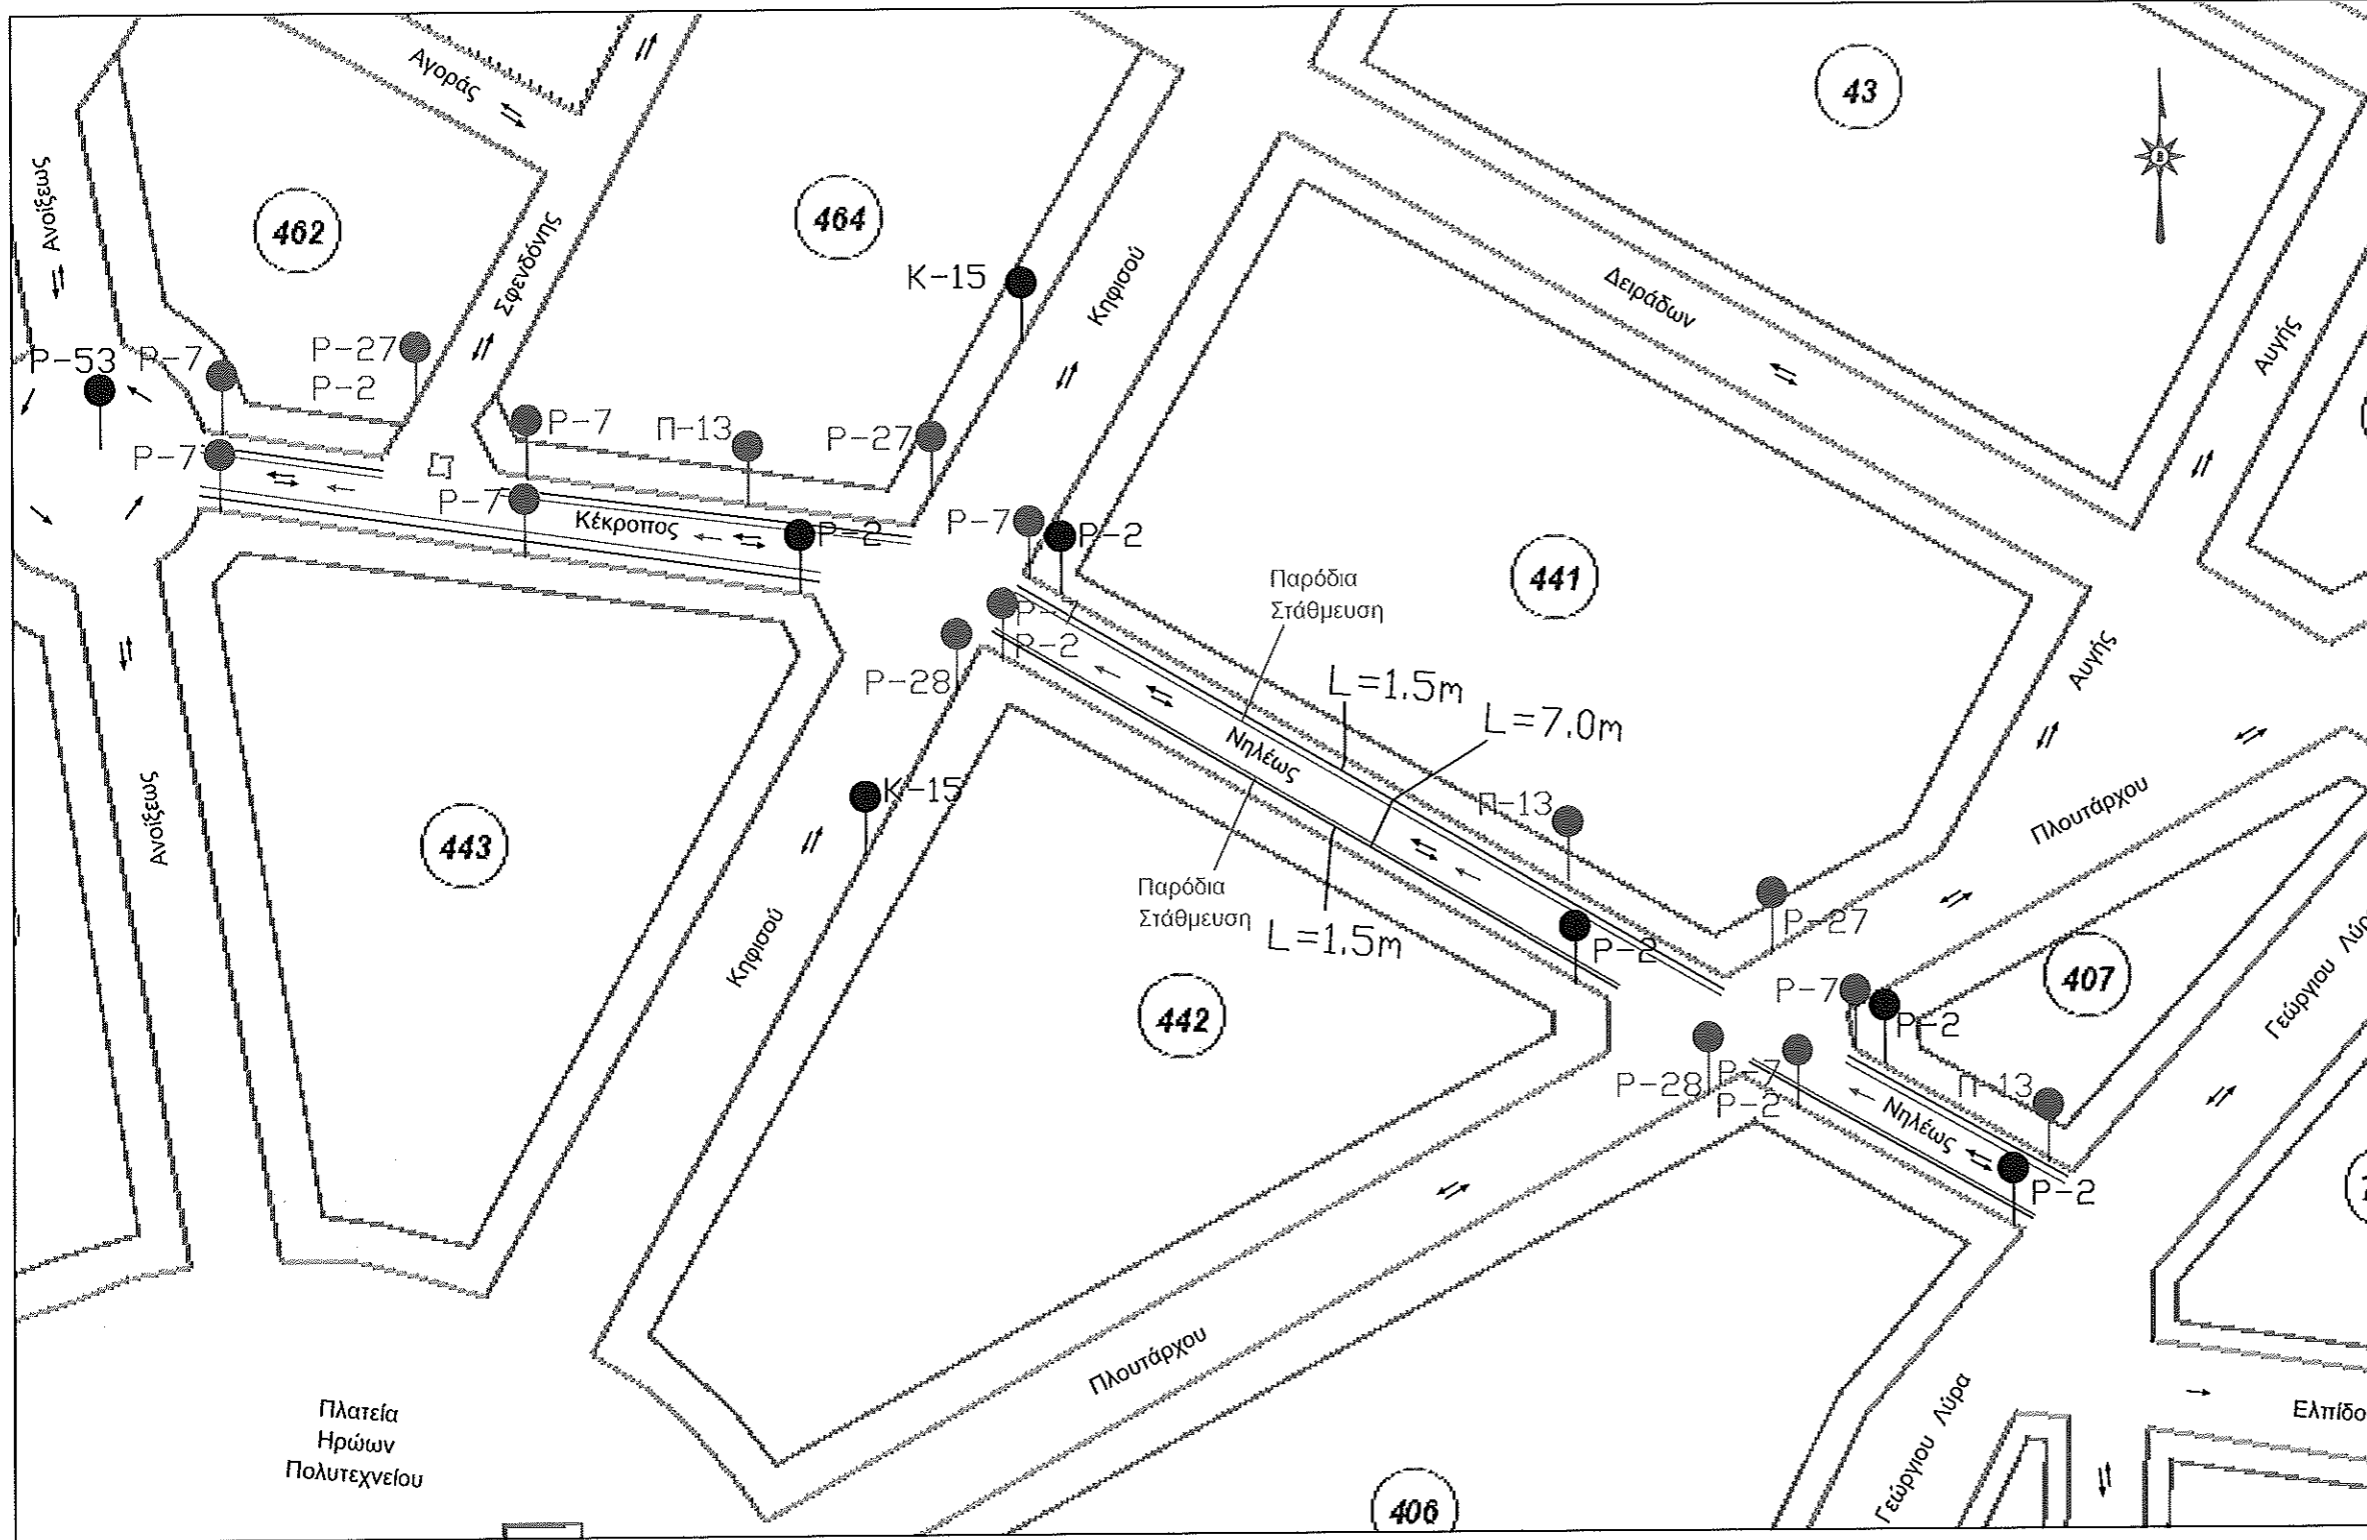 Αγοράς
43
Ανοίξεως
462
464
Σφενδόνης
Κ-15
Κηφισού
Δειράδων
Αυγής
Ρ-53
Ρ-7
Ρ-27
Ρ-2
Ρ-7
Π-13
Ρ-27
Ρ-7
Ρ-7
Κέκροπος
Ρ-2
Ρ-7
Ρ-2
441
Παρόδια
Στάθμευση
Ρ-7
Ρ-2
Ρ-28
L=1.5m
L=7.0m
Αυγής
Νηλέως
Κ-15
Π-13
Πλουτάρχου
Ανοίξεως
443
Κηφισού
Παρόδια
Στάθμευση
L=1.5m
Ρ-2
Ρ-27
442
Ρ-7
Ρ-2
407
Γεώργιου Λύρ
Ρ-28
Ρ-7
Ρ-2
Π-13
Νηλέως
Ρ-2
Πλουτάρχου
Πλατεία
Ηρώων
Πολυτεχνείου
Γεώργιου Λύρα
Ελπίδο
406